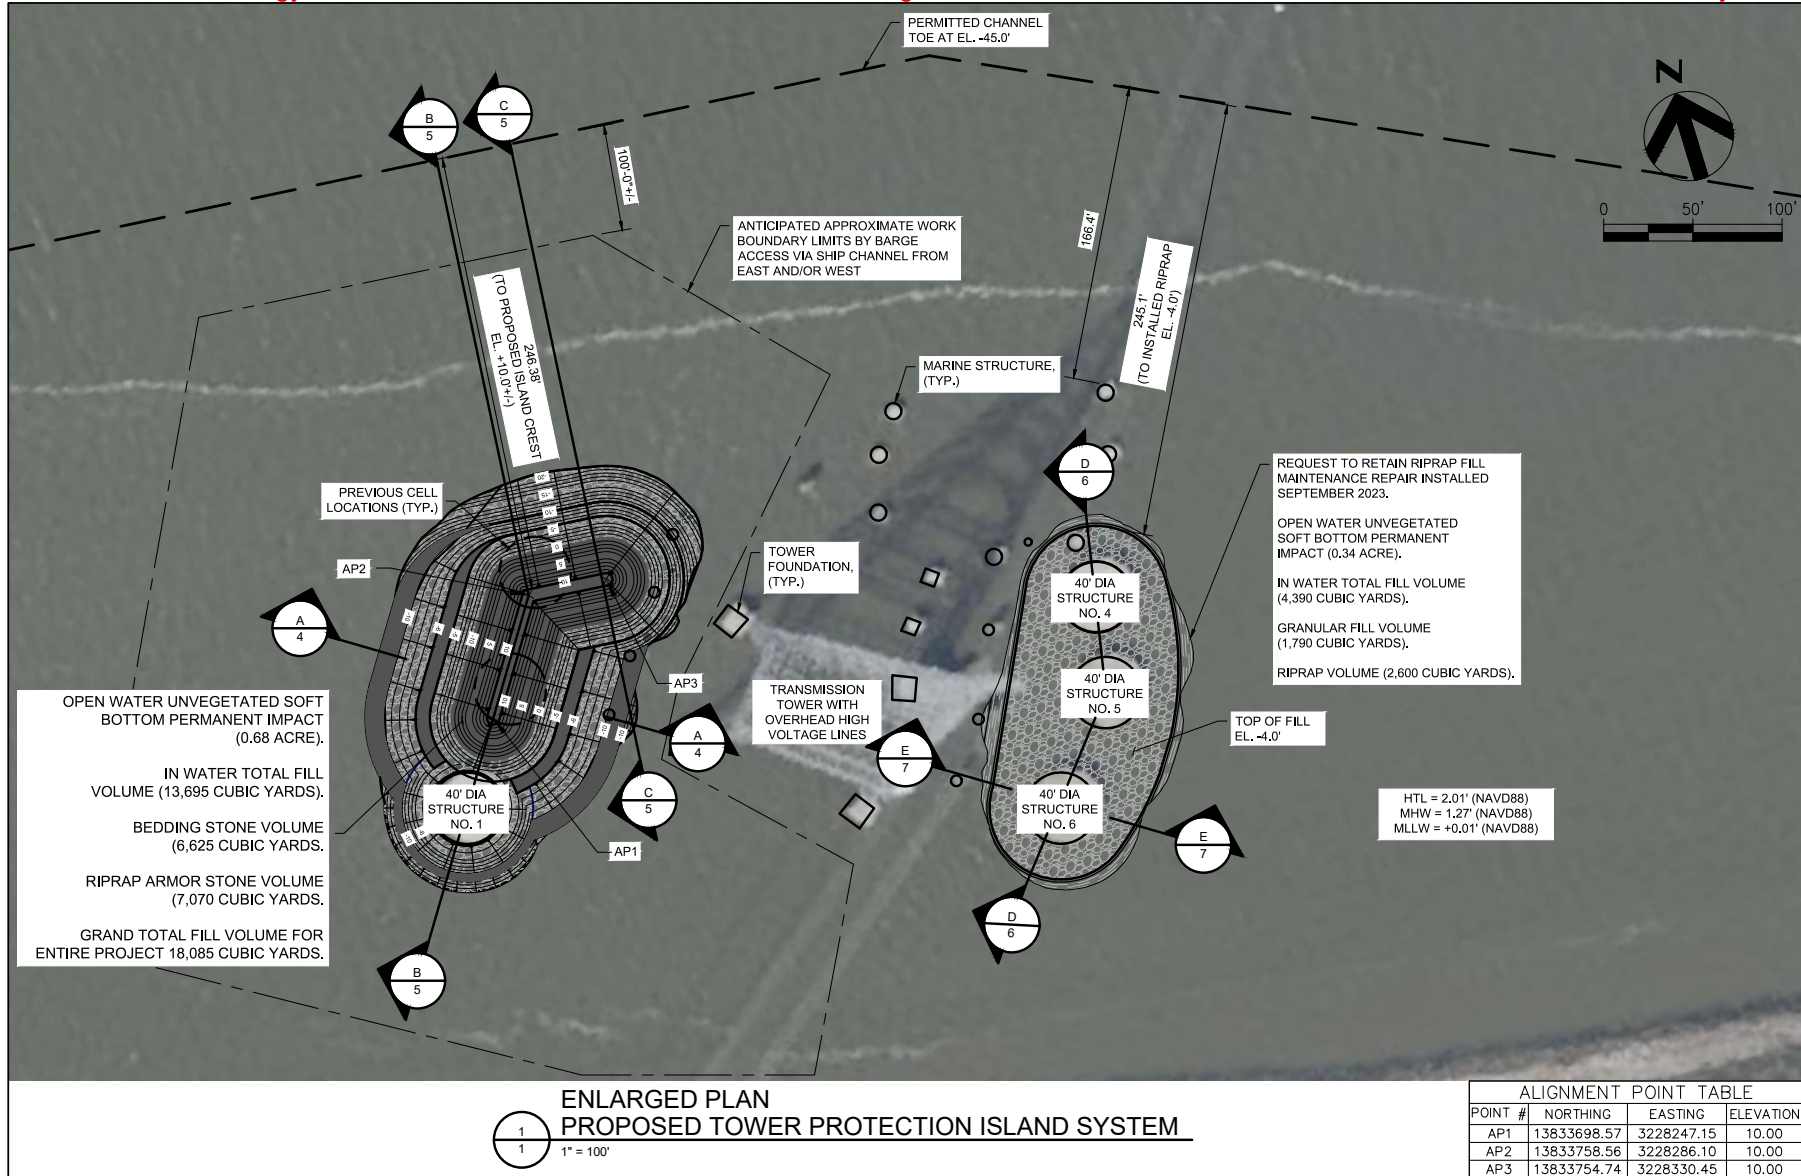 PERMITTED CHANNEL
TOE AT EL. -45.0'
B
5
C
5
N
0 50' 100'
100'-0"+/-
ANTICIPATED APPROXIMATE WORK
BOUNDARY LIMITS BY BARGE
ACCESS VIA SHIP CHANNEL FROM
EAST AND/OR WEST
166.4'
245.1'
(TO INSTALLED RIPRAP
EL. -4.0')
246.38'
(TO PROPOSED ISLAND CREST
EL. +10.0'+/-)
MARINE STRUCTURE,
(TYP.)
D
6
REQUEST TO RETAIN RIPRAP FILL
MAINTENANCE REPAIR INSTALLED
SEPTEMBER 2023.
OPEN WATER UNVEGETATED
SOFT BOTTOM PERMANENT
IMPACT (0.34 ACRE).
IN WATER TOTAL FILL VOLUME
(4,390 CUBIC YARDS).
GRANULAR FILL VOLUME
(1,790 CUBIC YARDS).
RIPRAP VOLUME (2,600 CUBIC YARDS).
PREVIOUS CELL
LOCATIONS (TYP.)
-20
-15
-10
-5
0
5
10
TOWER
FOUNDATION,
(TYP.)
AP2
A
4
40' DIA
STRUCTURE
NO. 4
40' DIA
STRUCTURE
NO. 5
AP3
TRANSMISSION
TOWER WITH
OVERHEAD HIGH
VOLTAGE LINES
TOP OF FILL
EL. -4.0'
A
4
E
7
OPEN WATER UNVEGETATED SOFT
BOTTOM PERMANENT IMPACT
(0.68 ACRE).
IN WATER TOTAL FILL
VOLUME (13,695 CUBIC YARDS).
BEDDING STONE VOLUME
(6,625 CUBIC YARDS.
RIPRAP ARMOR STONE VOLUME
(7,070 CUBIC YARDS.
GRAND TOTAL FILL VOLUME FOR
ENTIRE PROJECT 18,085 CUBIC YARDS.
40' DIA
STRUCTURE
NO. 1
C
5
AP1
40' DIA
STRUCTURE
NO. 6
E
7
HTL = 2.01' (NAVD88)
MHW = 1.27' (NAVD88)
MLLW = +0.01' (NAVD88)
D
6
B
5
1
1
ENLARGED PLAN
PROPOSED TOWER PROTECTION ISLAND SYSTEM
1" = 100'
ALIGNMENT POINT TABLE
POINT # NORTHING EASTING ELEVATION
AP1 13833698.57 3228247.15 10.00
AP2 13833758.56 3228286.10 10.00
AP3 13833754.74 3228330.45 10.00